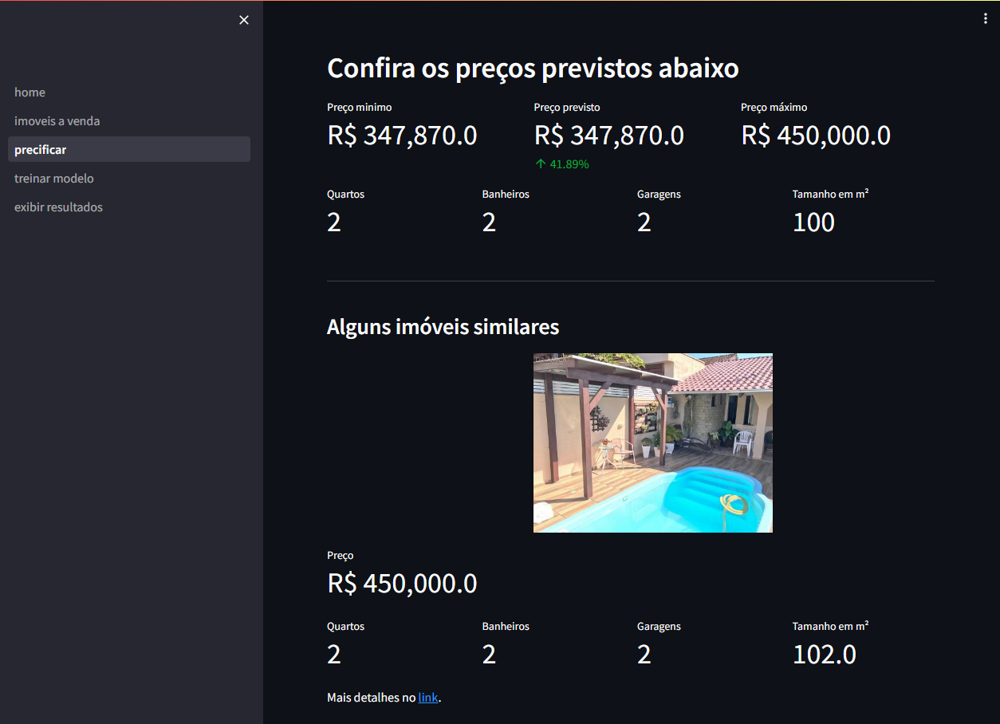 home
imoveis a venda
precificar
treinar modelo
exibir resultados
Confira os preços previstos abaixo
Preço minimo
Preço previsto
Preço máximo
R$ 347,870.0
R$ 347,870.0
R$ 450,000.0
↑ 41.89%
Quartos
Banheiros
Garagens
Tamanho em m²
2
2
2
100
Alguns imóveis similares
Preço
R$ 450,000.0
Quartos
Banheiros
Garagens
Tamanho em m²
2
2
2
102.0
Mais detalhes no link.